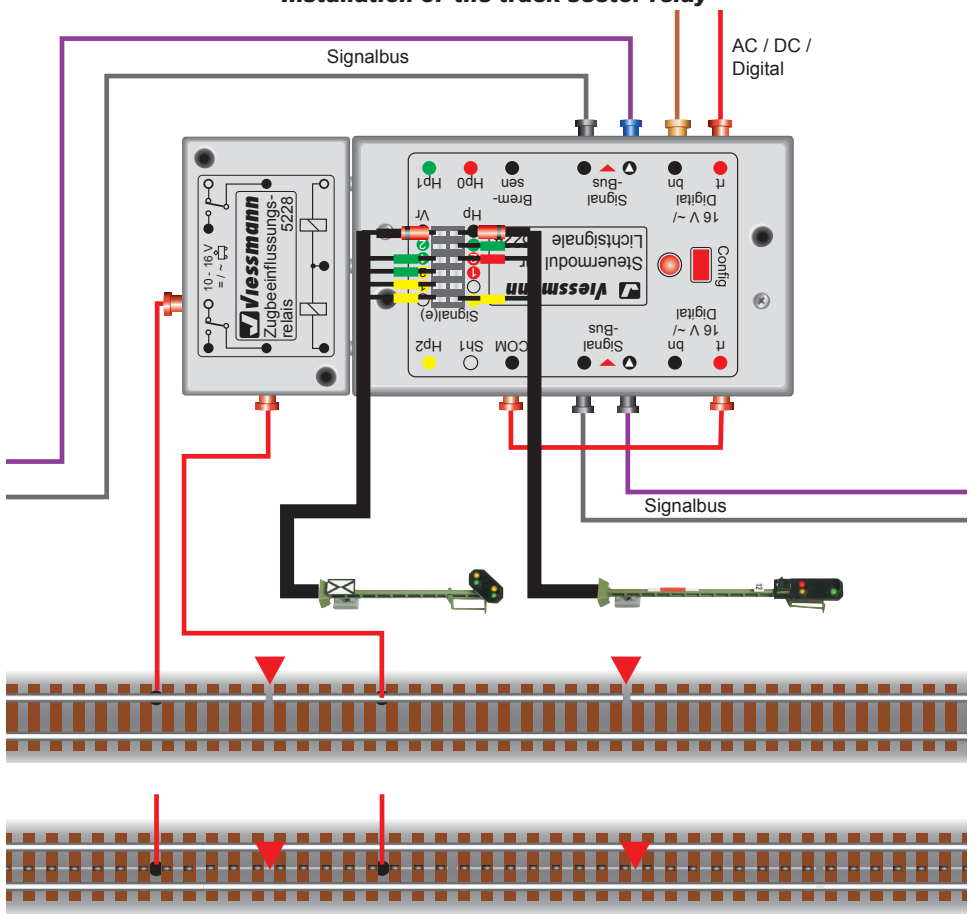 Installation of the track sector relay
AC / DC /
Digital
Signalbus
10 - 16 V
= / ~
Viessmann
Zugbeeinflussungs-
relais
5228
Hp1
Hp0
Brem-
sen
Signal
-Bus
bn
rt
Digital
16 V ~/
Vr
Hp
Steuermodul
Lichtsignale
Viessmann
Config
Signal(e)
Hp2
Sh1
COM
Signal
-Bus
16 V ~/
Digital
bn
rt
Signalbus
12